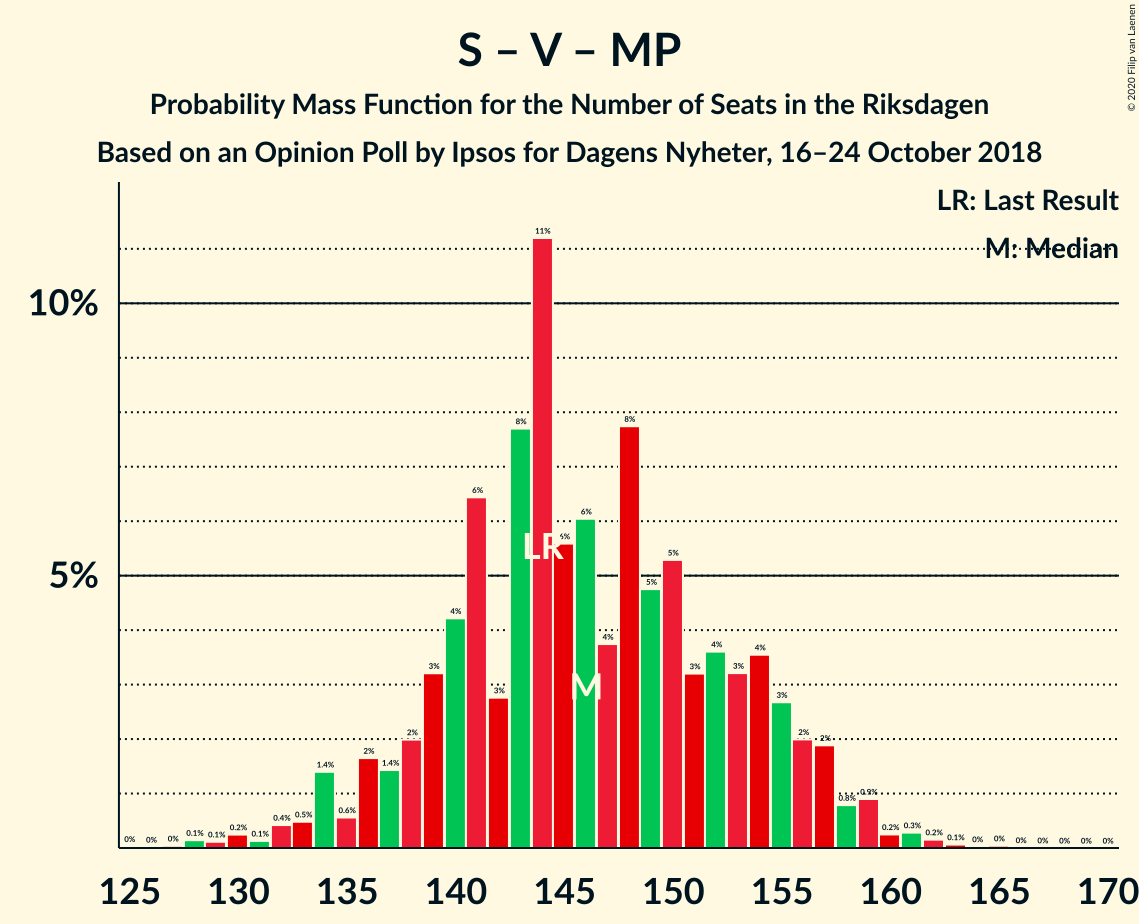 S – V – MP
Probability Mass Function for the Number of Seats in the Riksdagen
Based on an Opinion Poll by Ipsos for Dagens Nyheter, 16–24 October 2018
© 2020 Filip van Laenen
LR: Last Result
M: Median
10%
5%
0% 0% 0% 0.1% 0.1% 0.2% 0.1% 0.4% 0.5% 1.4% 0.6% 2% 1.4% 2% 3% 4% 6% 3% 8% 11% 6% 6% 4% 8% 5% 5% 3% 4% 3% 4% 3% 2% 2% 0.8% 0.9% 0.2% 0.3% 0.2% 0.1% 0% 0% 0% 0% 0% 0% 0%
LR
M
125 130 135 140 145 150 155 160 165 170